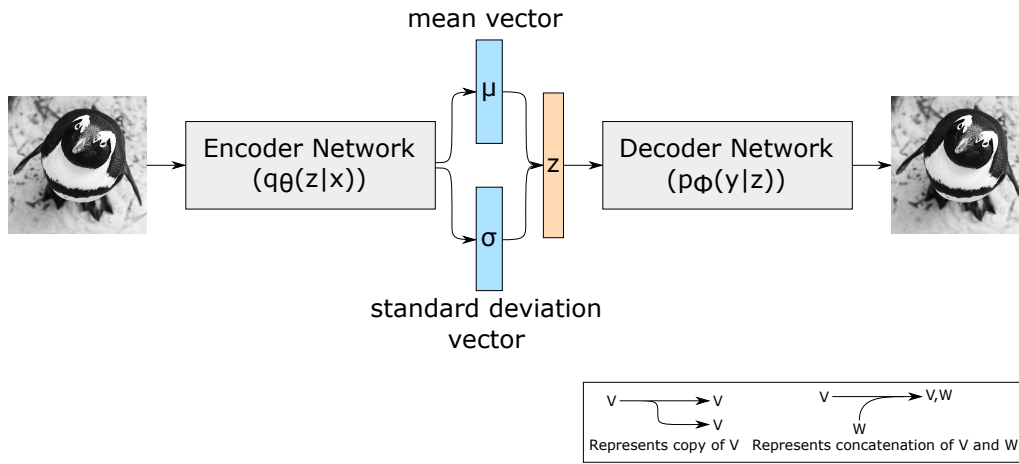 mean vector
μ
Encoder Network
(qθ(z|x))
z
Decoder Network
(pΦ(y|z))
σ
standard deviation
vector
V V V,W
V W
Represents copy of V Represents concatenation of V and W